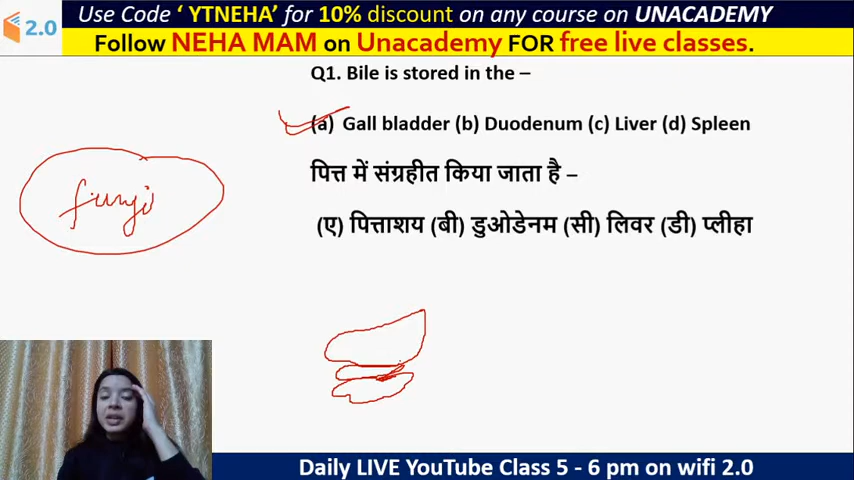 2.0
Use Code ‘ YTNEHA’ for 10% discount on any course on UNACADEMY
Follow NEHA MAM on Unacademy FOR free live classes.
Q1. Bile is stored in the –
(a) Gall bladder (b) Duodenum (c) Liver (d) Spleen
पित्त में संग्रहीत किया जाता है –
(ए) पित्ताशय (बी) डुओडेनम (सी) लिवर (डी) प्लीहा
fungi
Daily LIVE YouTube Class 5 - 6 pm on wifi 2.0